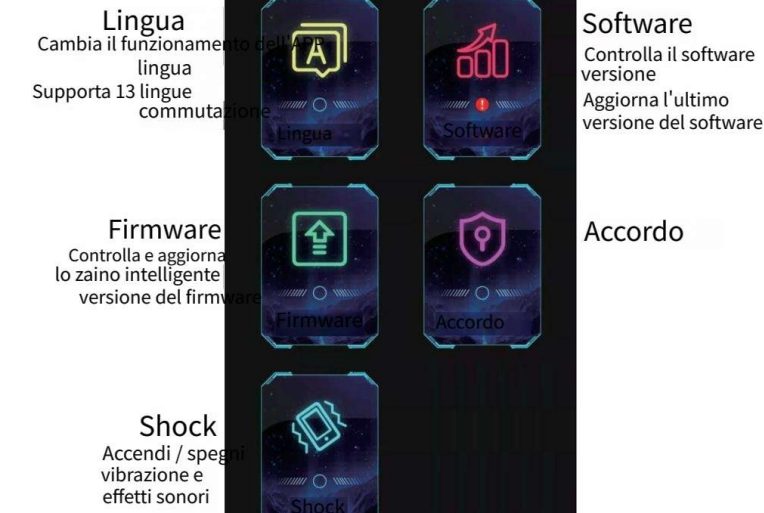 Lingua
Cambia il funzionamento dell'APP
lingua
Supporta 13 lingue
commutazione
A
Lingua
Software
Software
Controlla il software
versione
Aggiorna l'ultimo
versione del software
Firmware
Controlla e aggiorna
lo zaino intelligente
versione del firmware
Firmware
Accordo
Accordo
Shock
Accendi / spegni
vibrazione e
effetti sonori
Shock